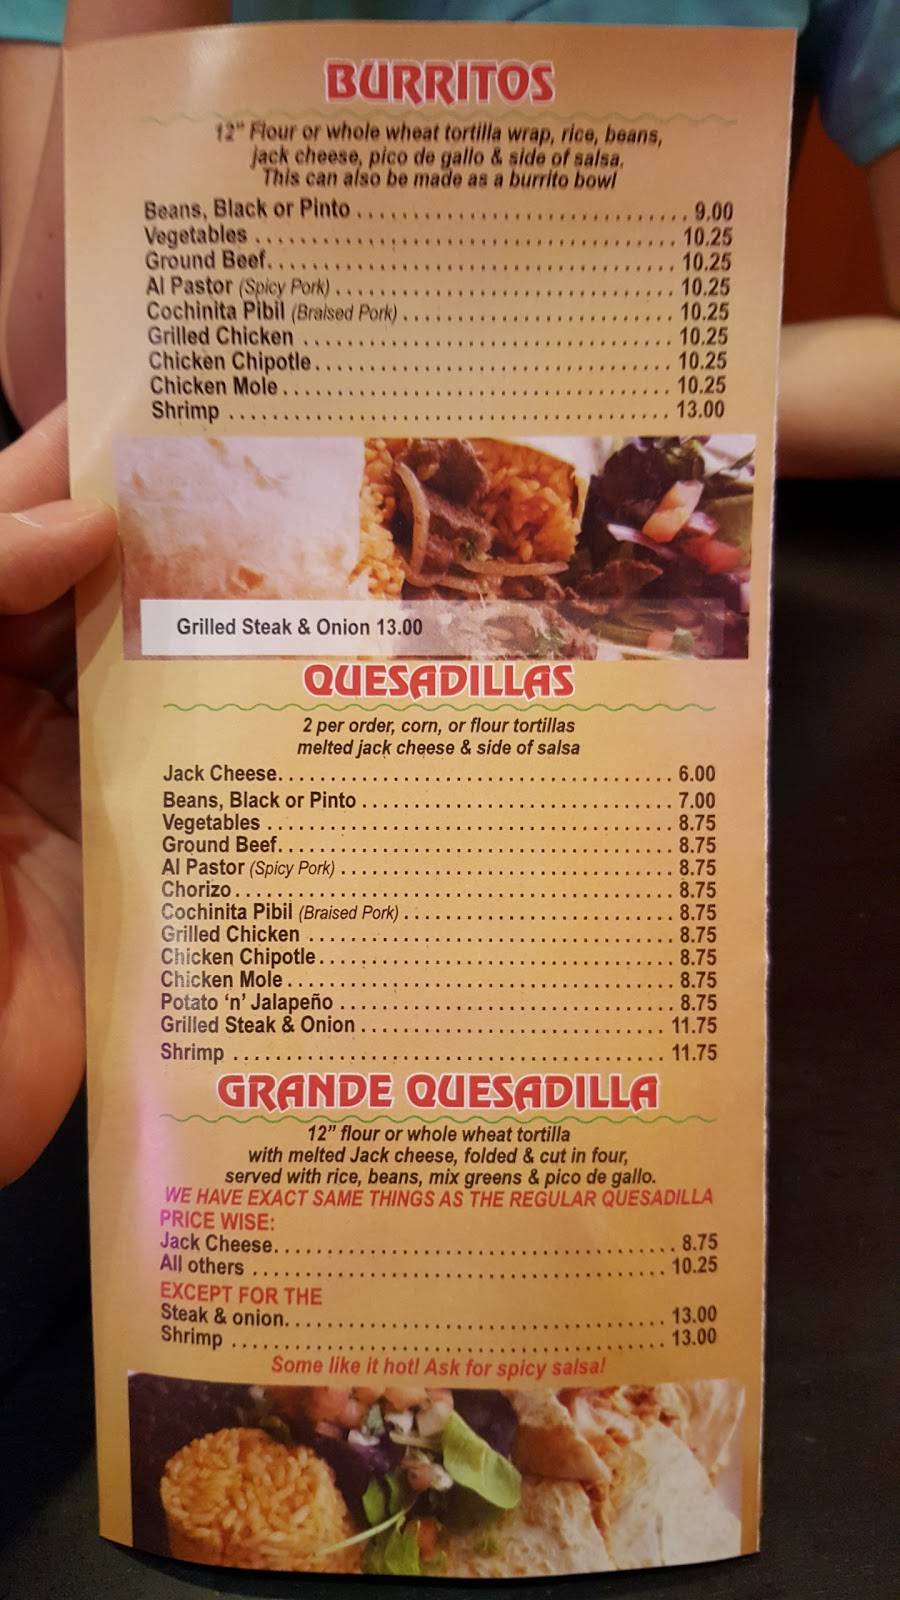 BURRITOS
12" Flour or whole wheat tortilla wrap, rice, beans,
jack cheese, pico de gallo & side of salsa.
This can also be made as a burrito bowl
Beans, Black or Pinto ................................ 9.00
Vegetables ........................................ 10.25
Ground Beef....................................... 10.25
Al Pastor (Spicy Pork) ................................ 10.25
Cochinita Pibil (Braised Pork) .......................... 10.25
Grilled Chicken ................................... 10.25
Chicken Chipotle.................................. 10.25
Chicken Mole..................................... 10.25
Shrimp .......................................... 13.00
Grilled Steak & Onion 13.00
QUESADILLAS
2 per order, corn, or flour tortillas
melted jack cheese & side of salsa
Jack Cheese...................................... 6.00
Beans, Black or Pinto .............................. 7.00
Vegetables ....................................... 8.75
Ground Beef...................................... 8.75
Al Pastor (Spicy Pork) ................................ 8.75
Chorizo.......................................... 8.75
Cochinita Pibil (Braised Pork) .......................... 8.75
Grilled Chicken ................................... 8.75
Chicken Chipotle.................................. 8.75
Chicken Mole..................................... 8.75
Potato ‘n’ Jalapeño ................................ 8.75
Grilled Steak & Onion ............................. 11.75
Shrimp ......................................... 11.75
GRANDE QUESADILLA
12” flour or whole wheat tortilla
with melted Jack cheese, folded & cut in four,
served with rice, beans, mix greens & pico de gallo.
WE HAVE EXACT SAME THINGS AS THE REGULAR QUESADILLA
PRICE WISE:
Jack Cheese...................................... 8.75
All others ....................................... 10.25
EXCEPT FOR THE
Steak & onion.................................... 13.00
Shrimp ......................................... 13.00
Some like it hot! Ask for spicy salsa!